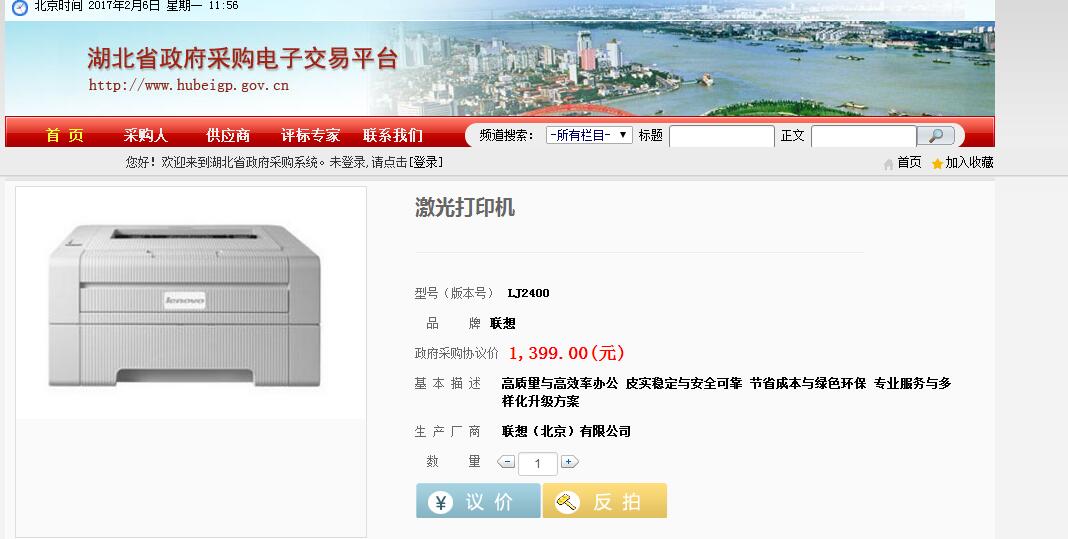 北京时间 2017年2月6日 星期一 11:56
湖北省政府采购电子交易平台
http://www.hubeigp.gov.cn
首 页 采购人 供应商 评标专家 联系我们 频道搜索： -所有栏目- 标题 正文
您好！欢迎来到湖北省政府采购系统。未登录,请点击[登录] 首页 加入收藏
激光打印机
lenovo
型号（版本号） LJ2400
品 牌 联想
政府采购协议价 1,399.00(元)
基 本 描 述 高质量与高效率办公 皮实稳定与安全可靠 节省成本与绿色环保 专业服务与多
样化升级方案
生 产 厂 商 联想（北京）有限公司
数 量 - 1 +
¥ 议 价 反 拍